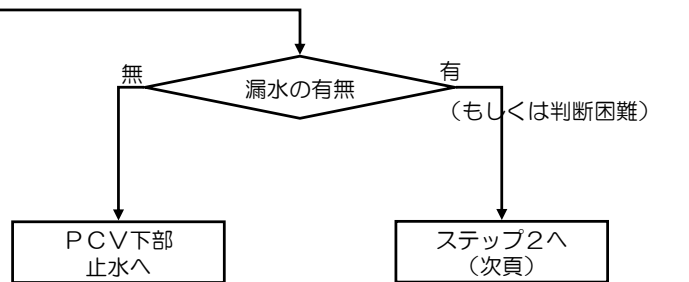 無
漏水の有無
有
（もしくは判断困難）
ＰＣＶ下部
止水へ
ステップ２へ
（次頁）